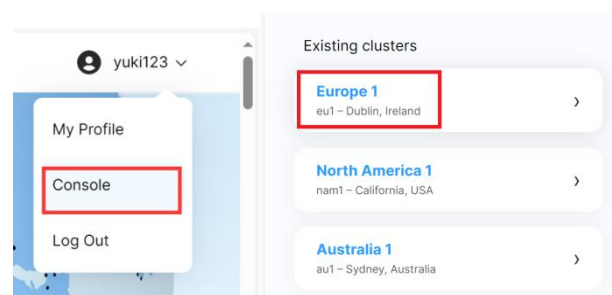 yuki123
My Profile
Console
Log Out
Existing clusters
Europe 1
eu1 – Dublin, Ireland
North America 1
nam1 – California, USA
Australia 1
au1 – Sydney, Australia